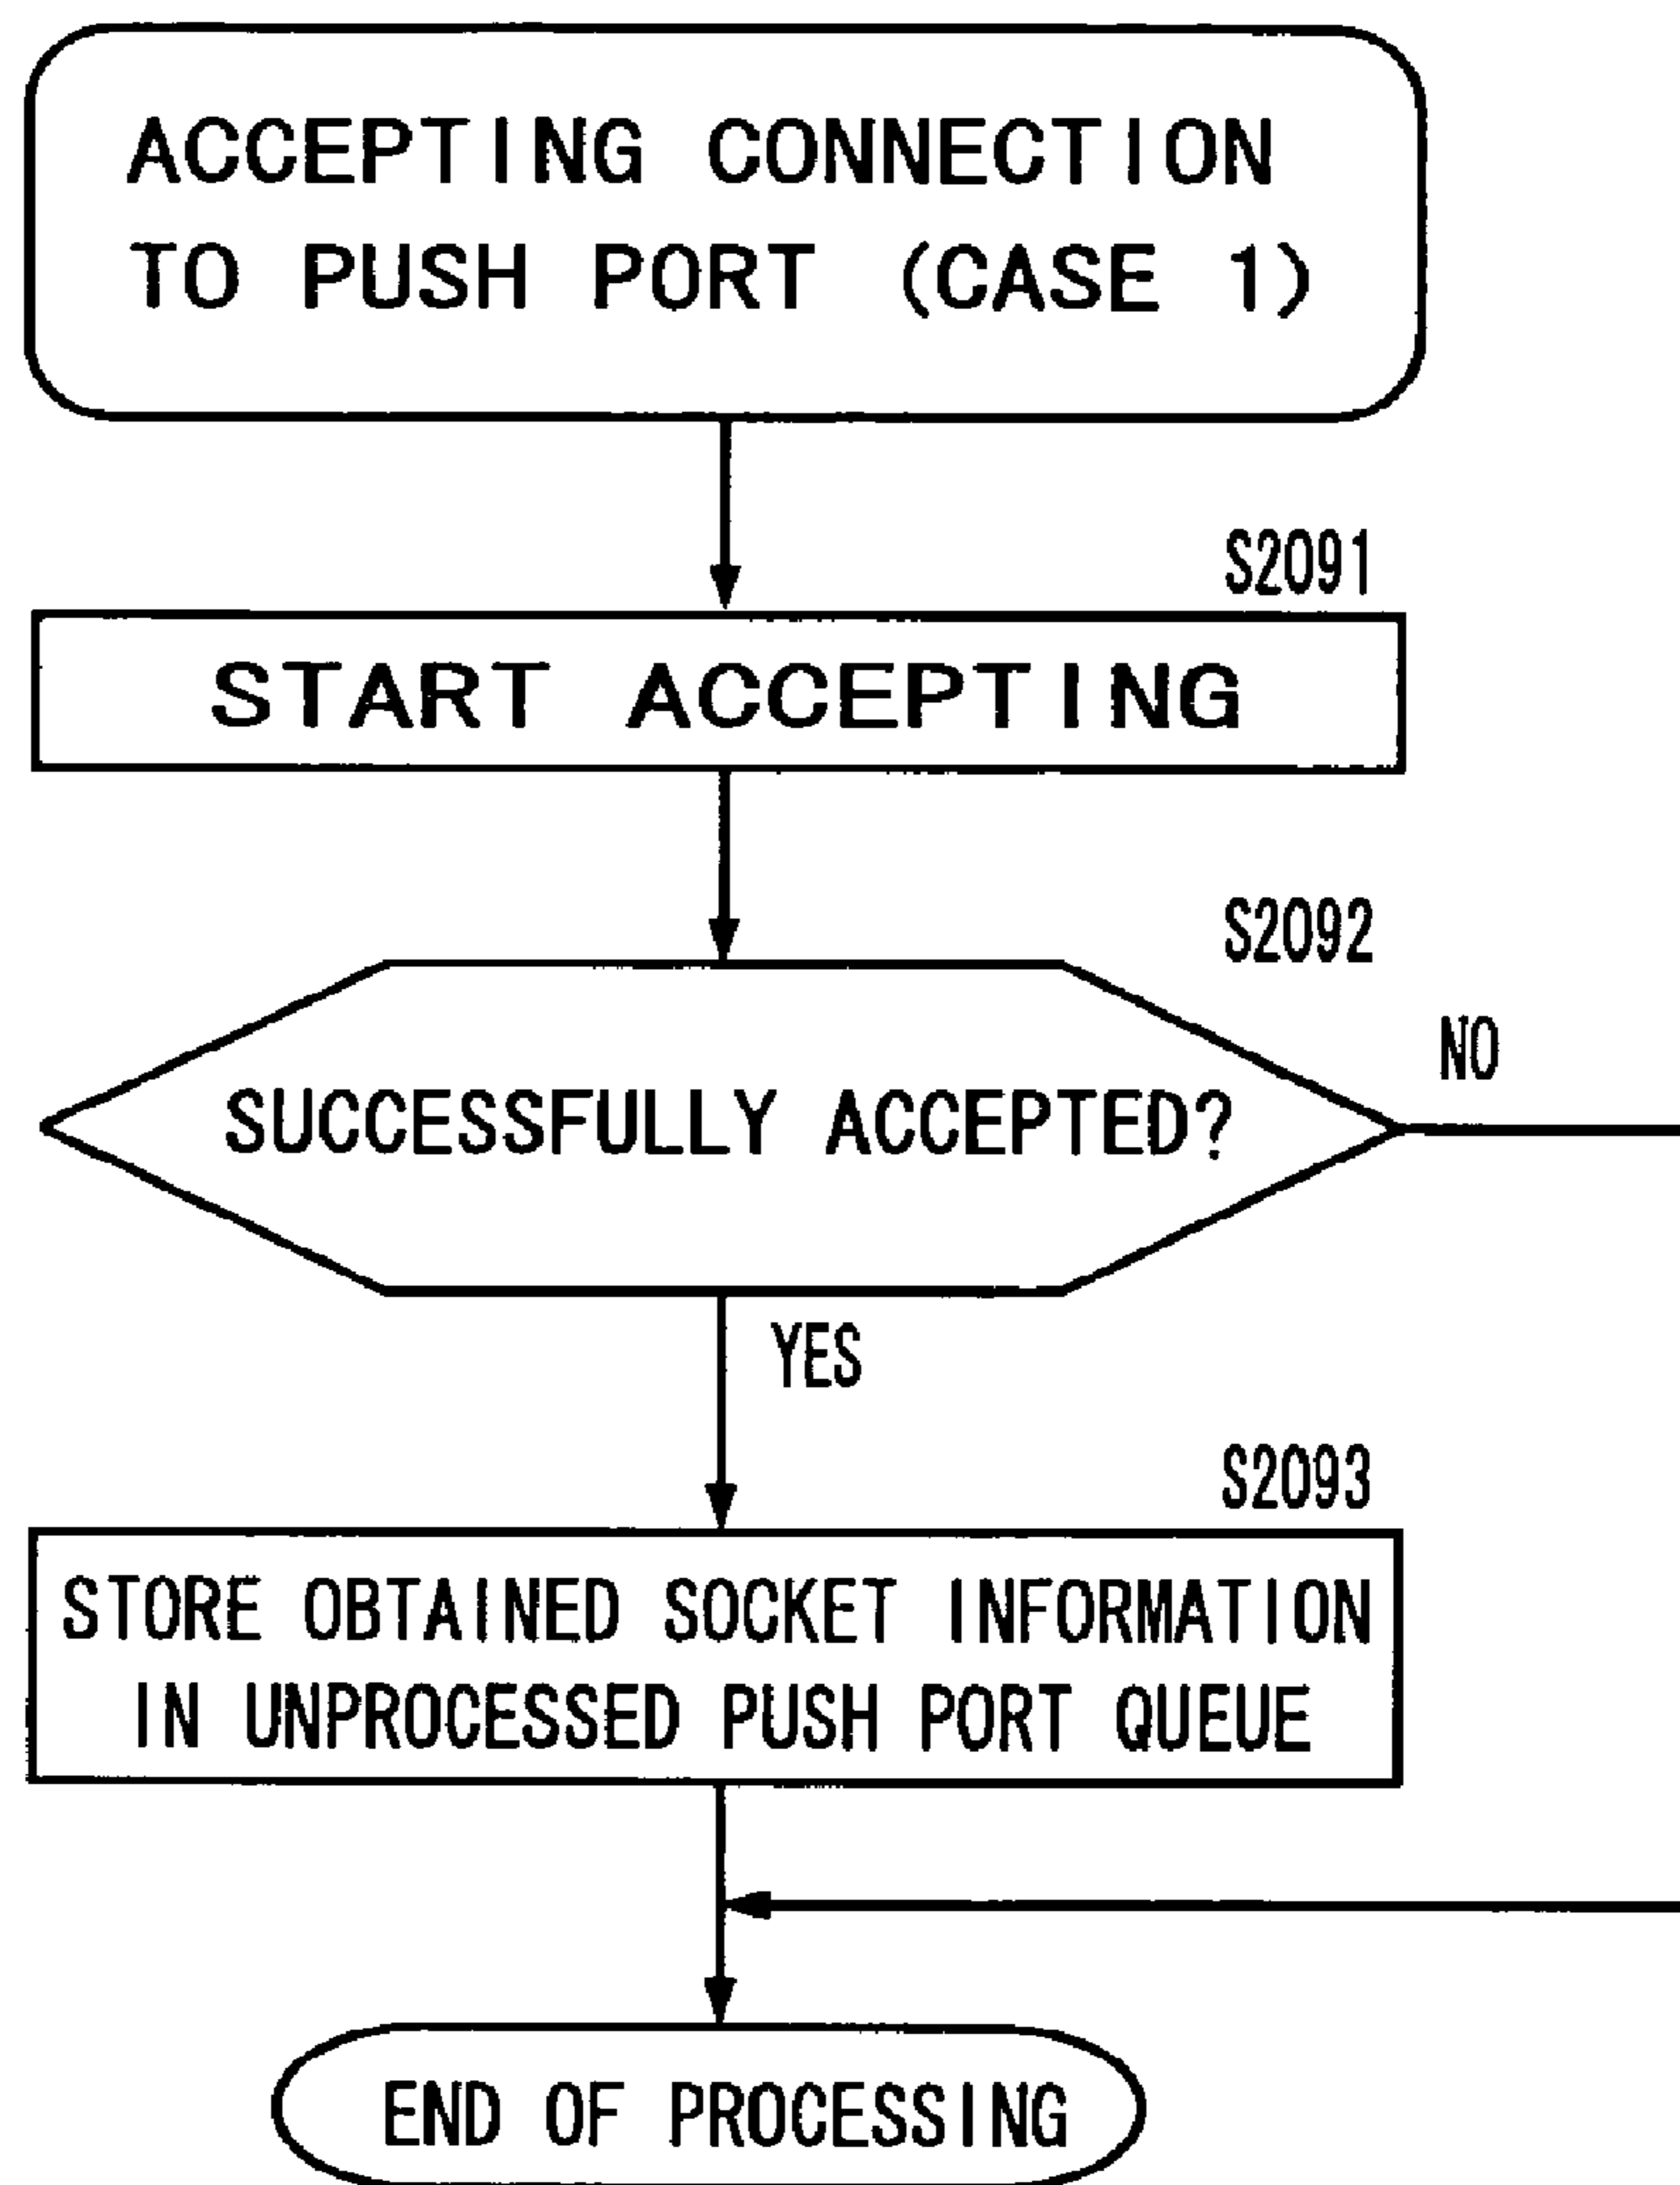 ACCEPTING CONNECTION
TO PUSH PORT (CASE 1)
S2091
START ACCEPTING
S2092
NO
SUCCESSFULLY ACCEPTED?
YES
S2093
STORE OBTAINED SOCKET INFORMATION
IN UNPROCESSED PUSH PORT QUEUE
END OF PROCESSING